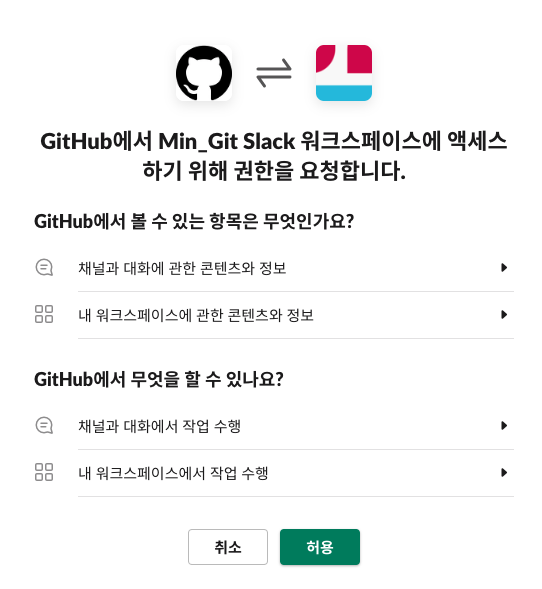 GitHub에서 Min_Git Slack 워크스페이스에 액세스
하기 위해 권한을 요청합니다.
GitHub에서 볼 수 있는 항목은 무엇인가요?
채널과 대화에 관한 콘텐츠와 정보
내 워크스페이스에 관한 콘텐츠와 정보
GitHub에서 무엇을 할 수 있나요?
채널과 대화에서 작업 수행
내 워크스페이스에서 작업 수행
취소
허용